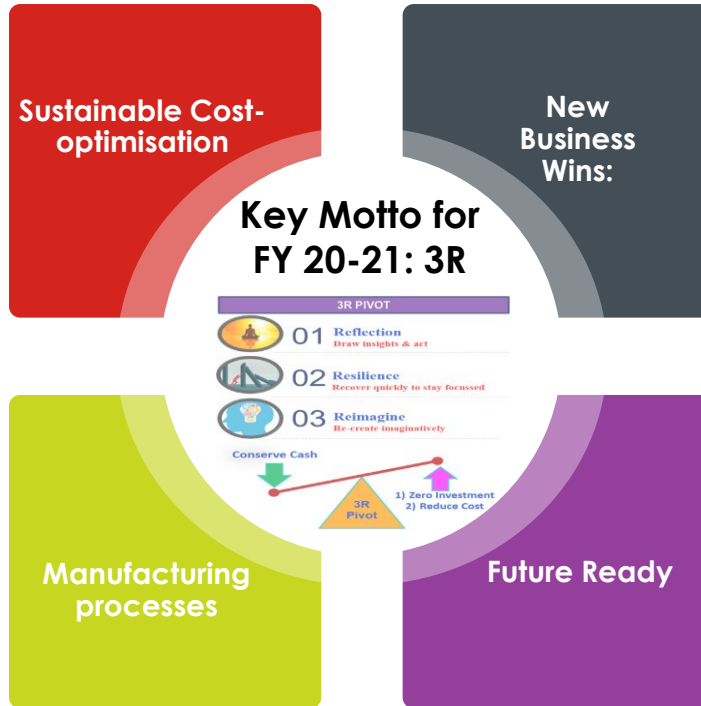 Sustainable Cost-
optimisation
New
Business
Wins:
Key Motto for
FY 20-21: 3R
3R PIVOT
01 Reflection
Draw insights & act
02 Resilience
Recover quickly to stay focussed
03 Reimagine
Re-create imaginatively
Conserve Cash
1) Zero Investment
2) Reduce Cost
3R
Pivot
Manufacturing
processes
Future Ready